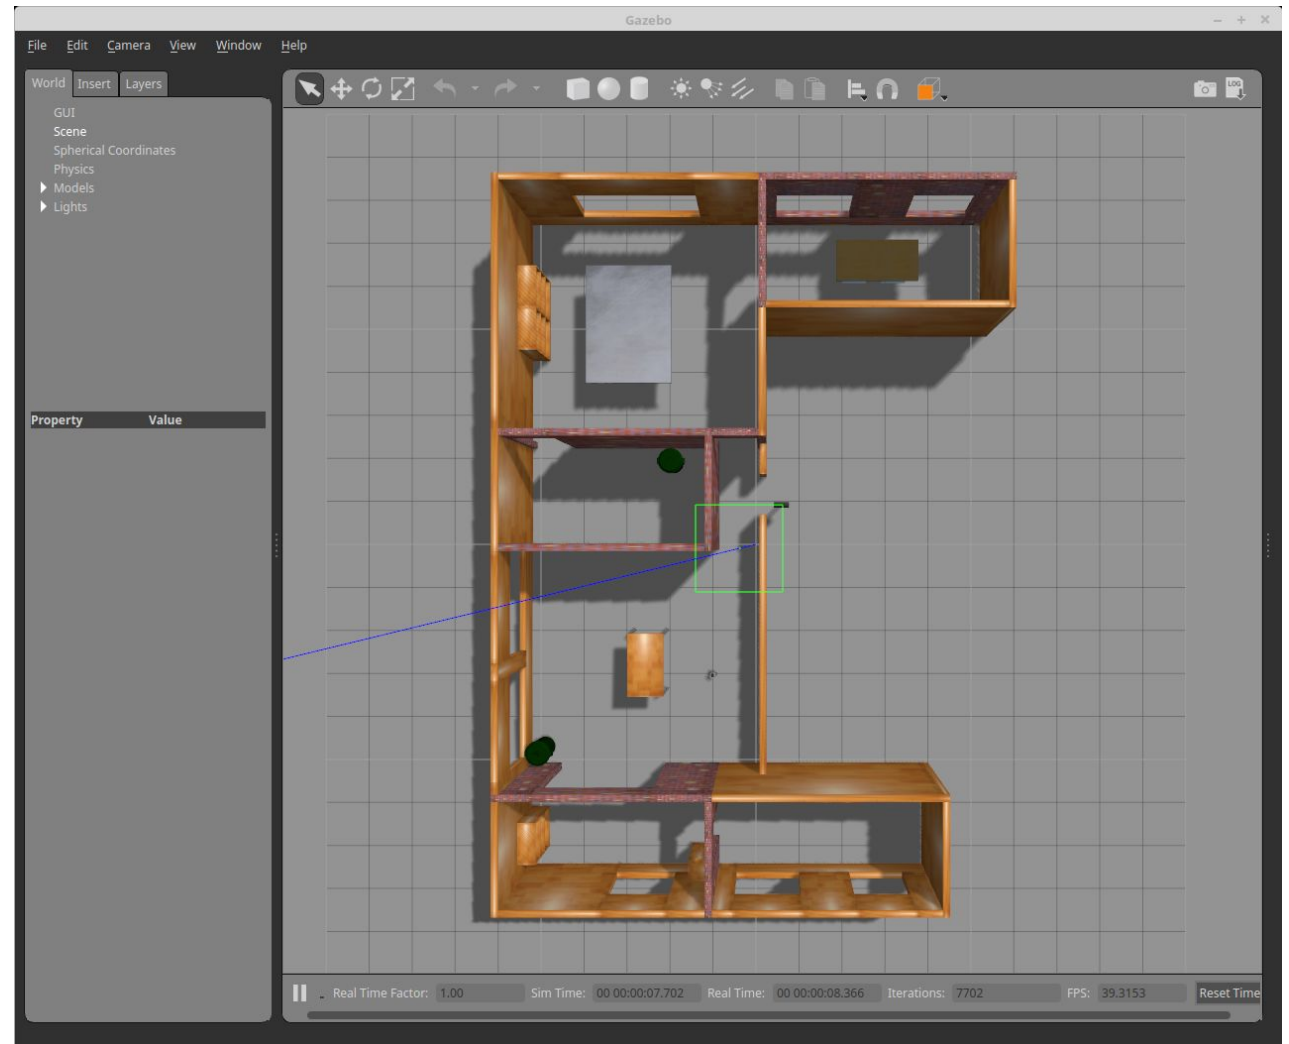 Gazebo
File Edit Camera View Window Help
World Insert Layers
GUI
Scene
Spherical Coordinates
Physics
Models
Lights
Property Value
LOG
Real Time Factor: 1.00 Sim Time: 00 00:00:07.702 Real Time: 00 00:00:08.366 Iterations: 7702 FPS: 39.3153 Reset Time